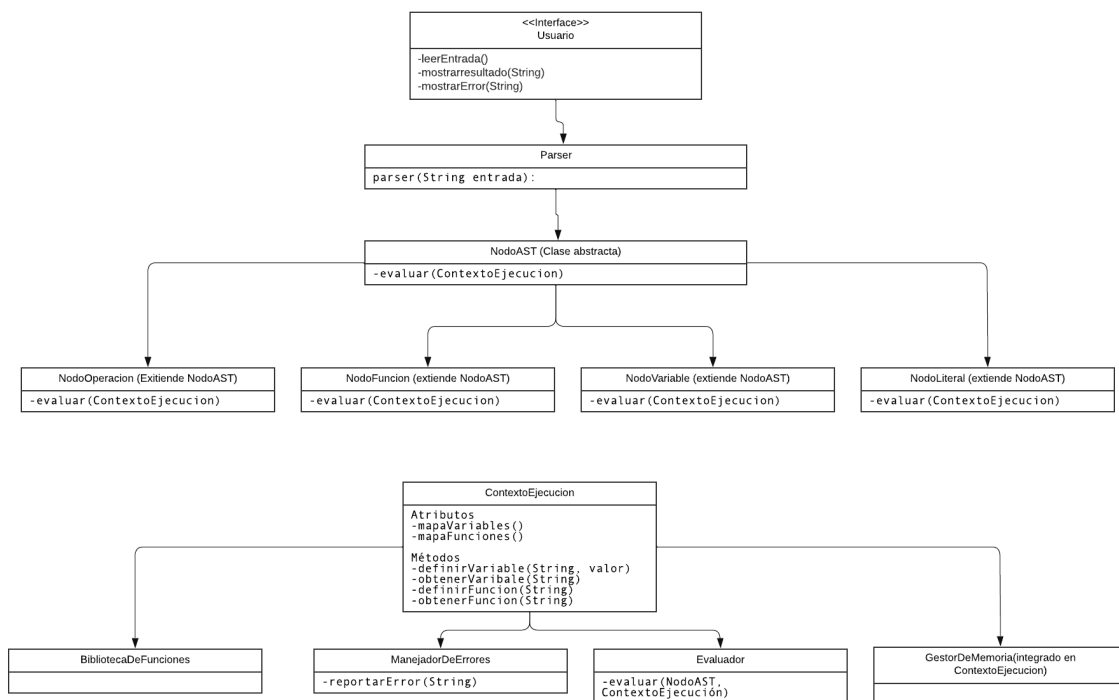 <<Interface>>
Usuario
-leerEntrada()
-mostrarresultado(String)
-mostrarError(String)
Parser
parser(String entrada):
NodoAST (Clase abstracta)
-evaluar(ContextoEjecucion)
NodoOperacion (Exitiende NodoAST)
-evaluar(ContextoEjecucion)
NodoFuncion (extiende NodoAST)
-evaluar(ContextoEjecucion)
NodoVariable (extiende NodoAST)
-evaluar(ContextoEjecucion)
NodoLiteral (extiende NodoAST)
-evaluar(ContextoEjecucion)
ContextoEjecucion
Atributos
-mapaVariables()
-mapaFunciones()
Métodos
-definirVariable(String, valor)
-obtenerVaribale(String)
-definirFuncion(String)
-obtenerFuncion(String)
BibliotecaDeFunciones
ManejadorDeErrores
-reportarError(String)
Evaluador
-evaluar(NodoAST,
ContextoEjecución)
GestorDeMemoria(integrado en
ContextoEjecucion)